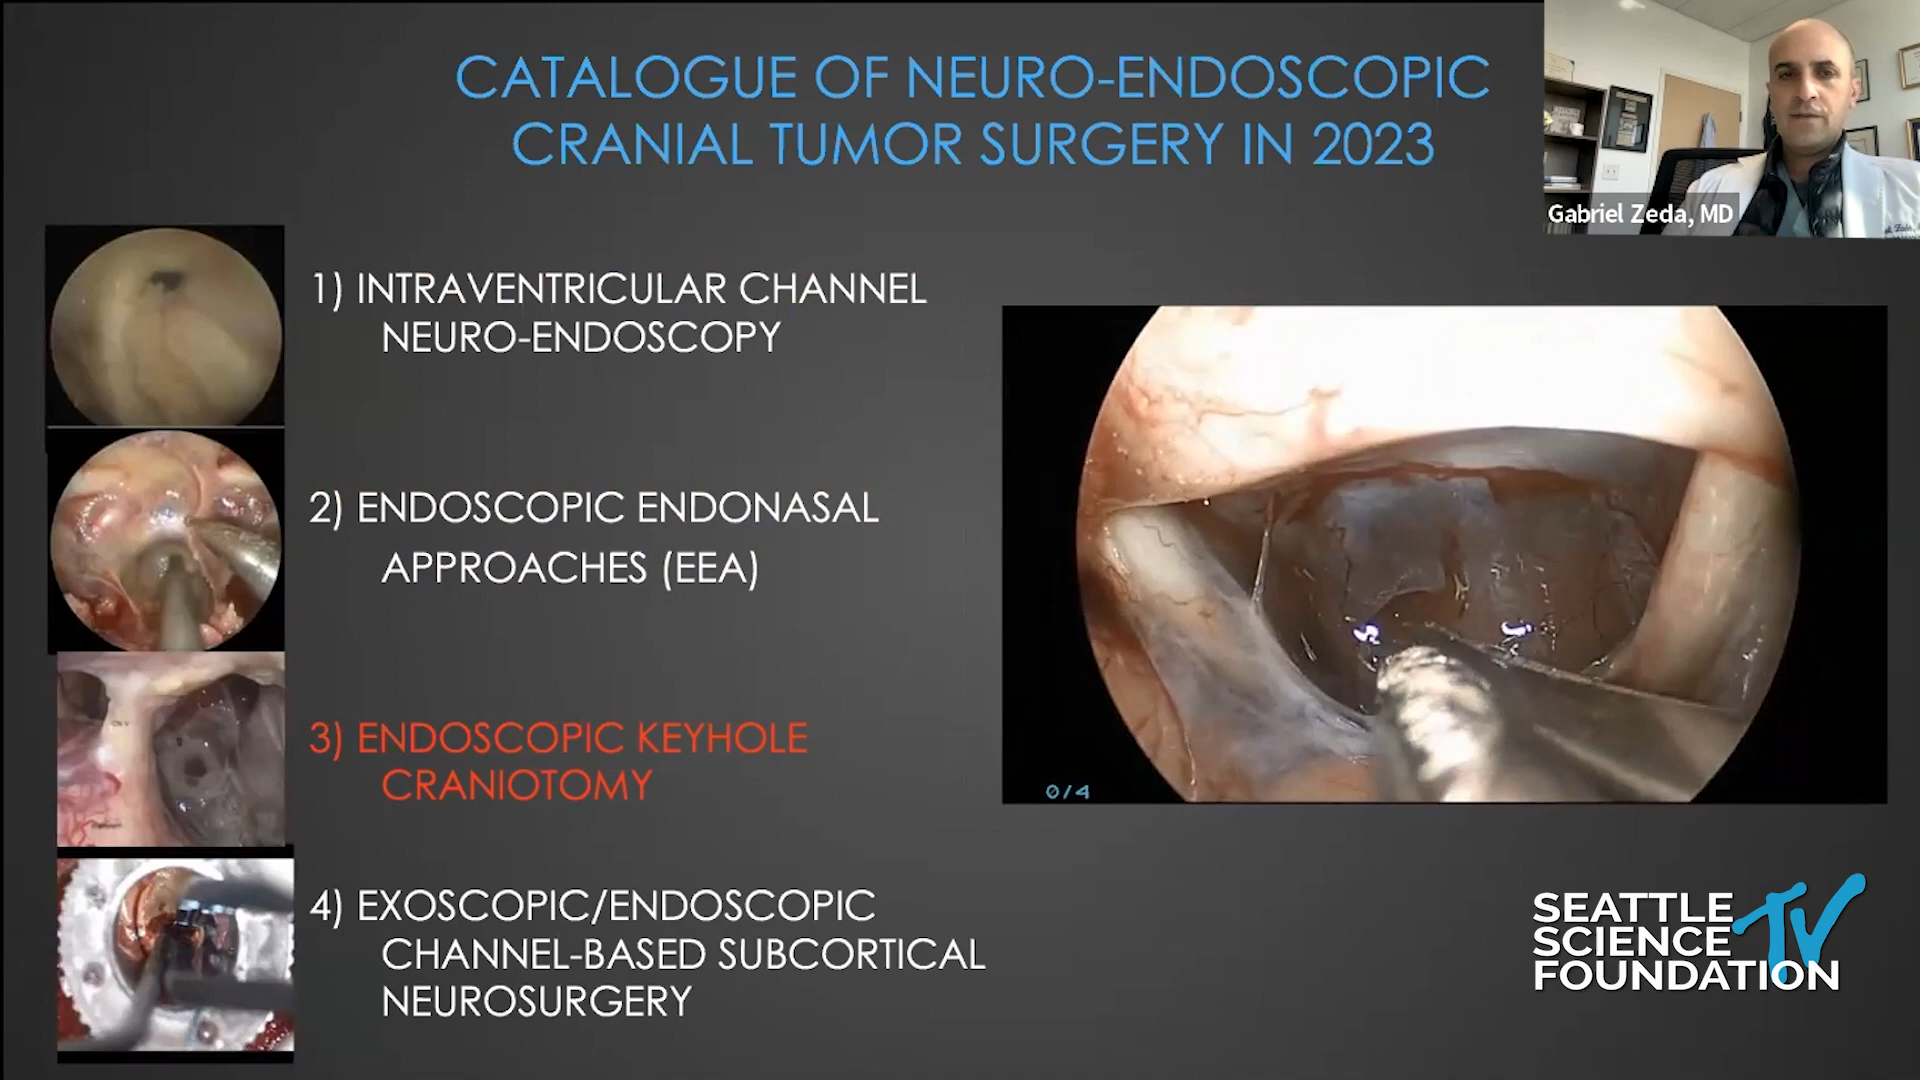 CATALOGUE OF NEURO-ENDOSCOPIC
CRANIAL TUMOR SURGERY IN 2023
Gabriel Zeda, MD
1) INTRAVENTRICULAR CHANNEL
NEURO-ENDOSCOPY
2) ENDOSCOPIC ENDONASAL
APPROACHES (EEA)
CN V
3) ENDOSCOPIC KEYHOLE
CRANIOTOMY
0/4
4) EXOSCOPIC/ENDOSCOPIC
CHANNEL-BASED SUBCORTICAL
NEUROSURGERY
SEATTLE
SCIENCE
FOUNDATION
TV